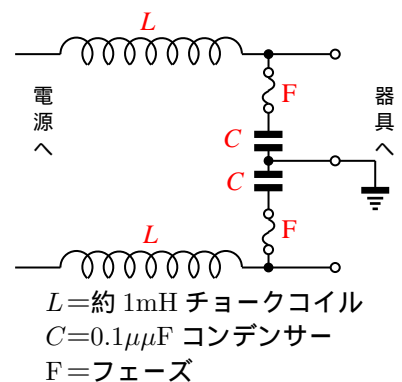 L
電源へ
F
器具へ
C
C
F
L
L=約 1mH チョークコイル
C=0.1μμF コンデンサー
F=フェーズ